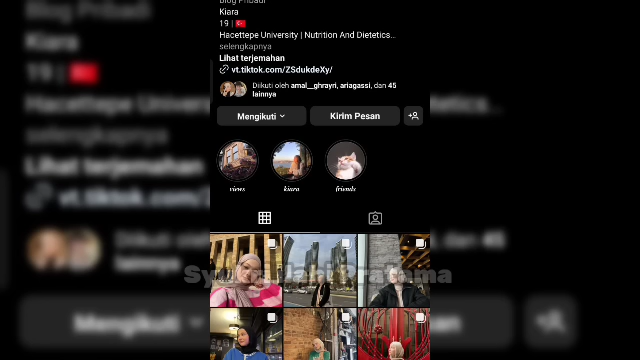 Blog Pribadi
Kiara
19 | 🇹🇷
Hacettepe University | Nutrition And Dietetics...
selengkapnya
Lihat terjemahan
vt.tiktok.com/ZSdukdeXy/
Diikuti oleh amal__ghrayri, ariagassi, dan 45
lainnya
Mengikuti
Kirim Pesan
views
kiara
friends